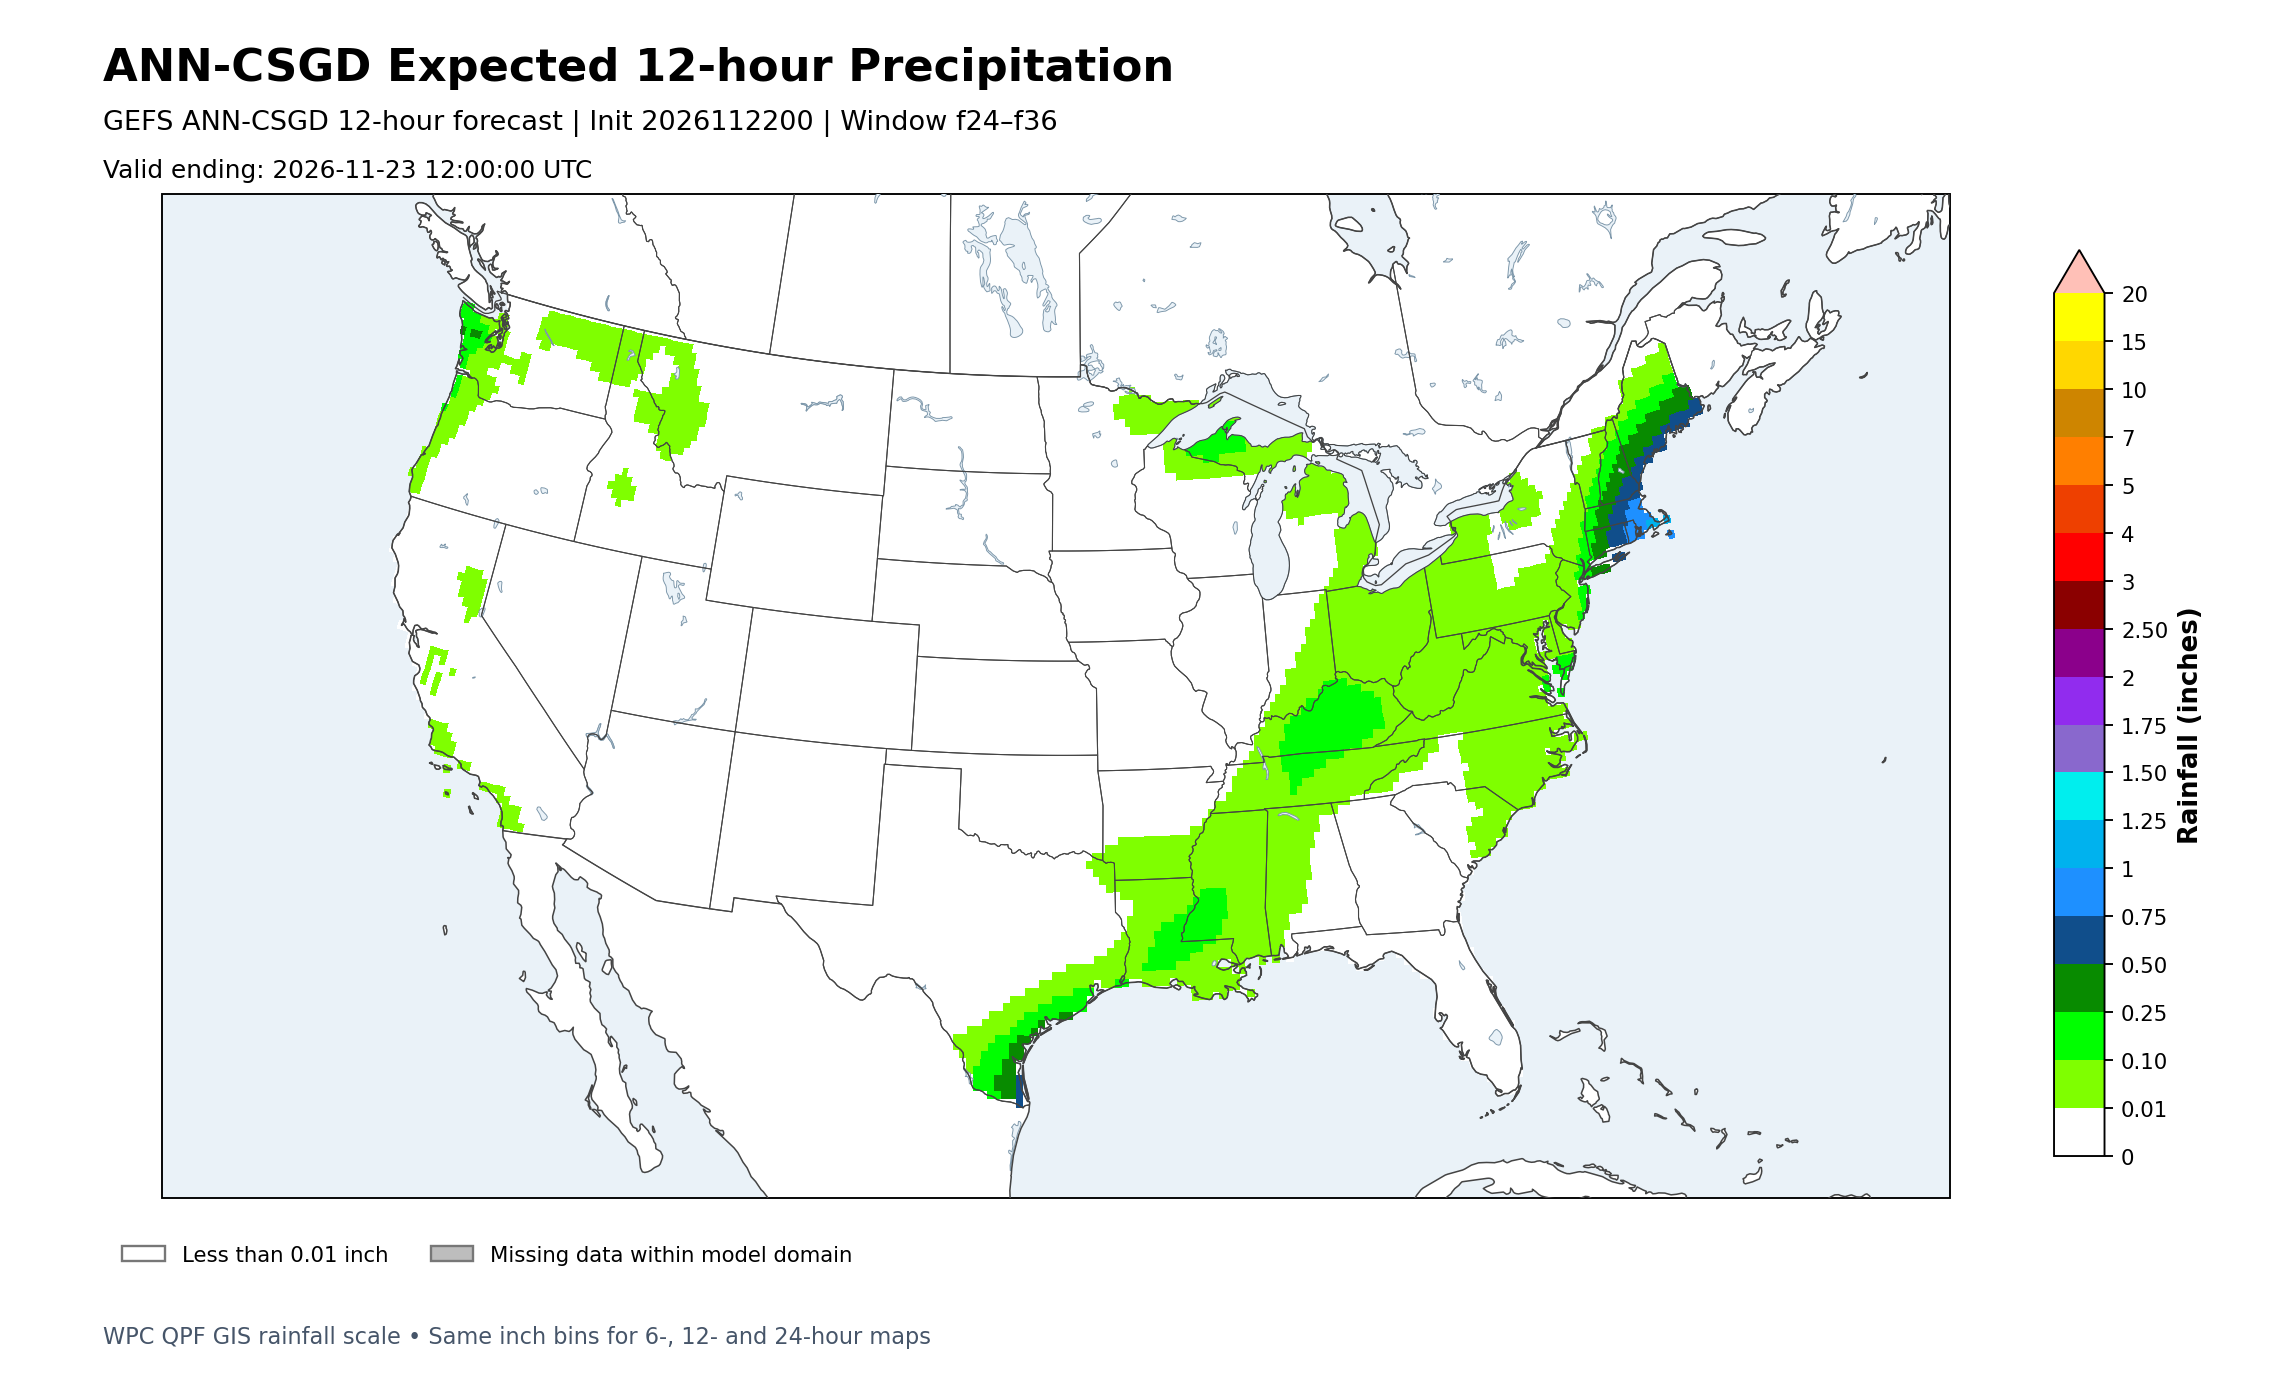 ANN-CSGD Expected 12-hour Precipitation
GEFS ANN-CSGD 12-hour forecast | Init 2026112200 | Window f24–f36
Valid ending: 2026-11-23 12:00:00 UTC
20
15
10
7
5
4
3
2.50
2
1.75
1.50
1.25
1
0.75
0.50
0.25
0.10
0.01
0
Rainfall (inches)
Less than 0.01 inch
Missing data within model domain
WPC QPF GIS rainfall scale • Same inch bins for 6-, 12- and 24-hour maps